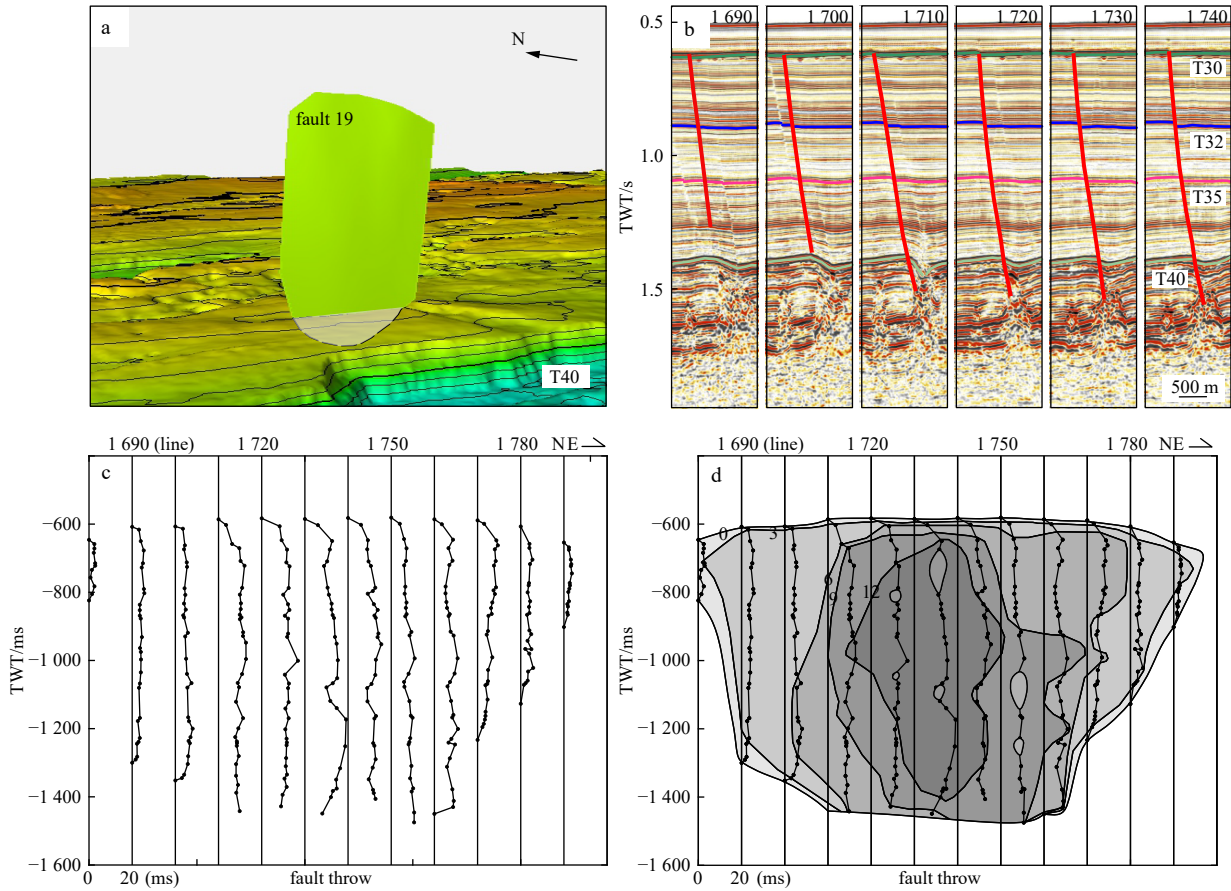 a
N
fault 19
T40
b
1 690
1 700
1 710
1 720
1 730
1 740
0.5
1.0
1.5
TWT/s
T30
T32
T35
T40
500 m
1 690 (line)
1 720
1 750
1 780
NE
c
−600
−800
−1 000
−1 200
−1 400
−1 600
TWT/ms
0
20 (ms)
fault throw
1 690 (line)
1 720
1 750
1 780
NE
d
0
3
6
9
12
−600
−800
−1 000
−1 200
−1 400
−1 600
TWT/ms
0
20 (ms)
fault throw